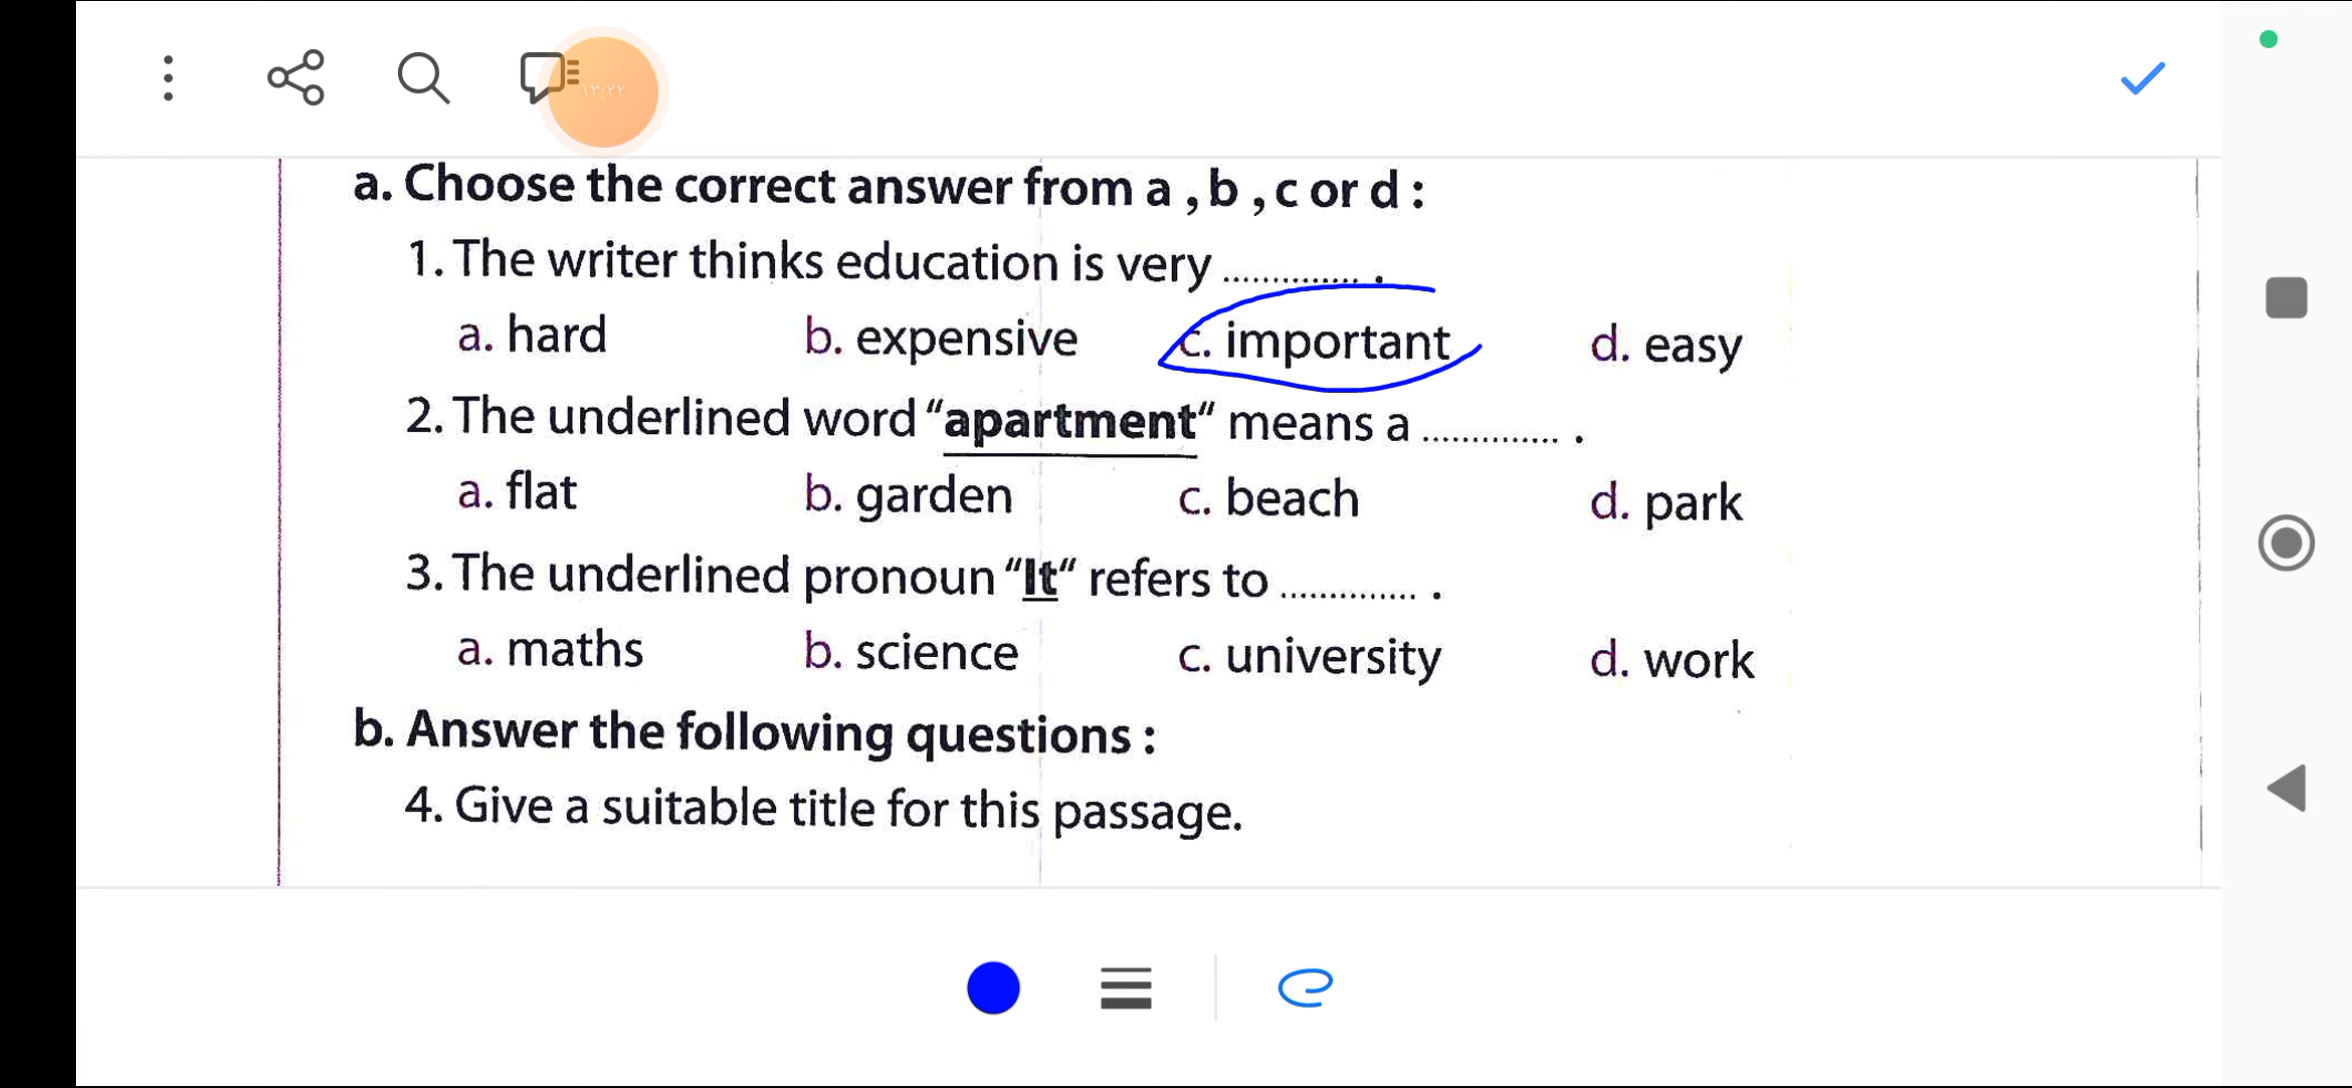 ١٣:٢٢
a. Choose the correct answer from a , b , c or d :
1. The writer thinks education is very .............. .
a. hard b. expensive c. important d. easy
2. The underlined word “apartment“ means a .............. .
a. flat b. garden c. beach d. park
3. The underlined pronoun “It“ refers to .............. .
a. maths b. science c. university d. work
b. Answer the following questions :
4. Give a suitable title for this passage.